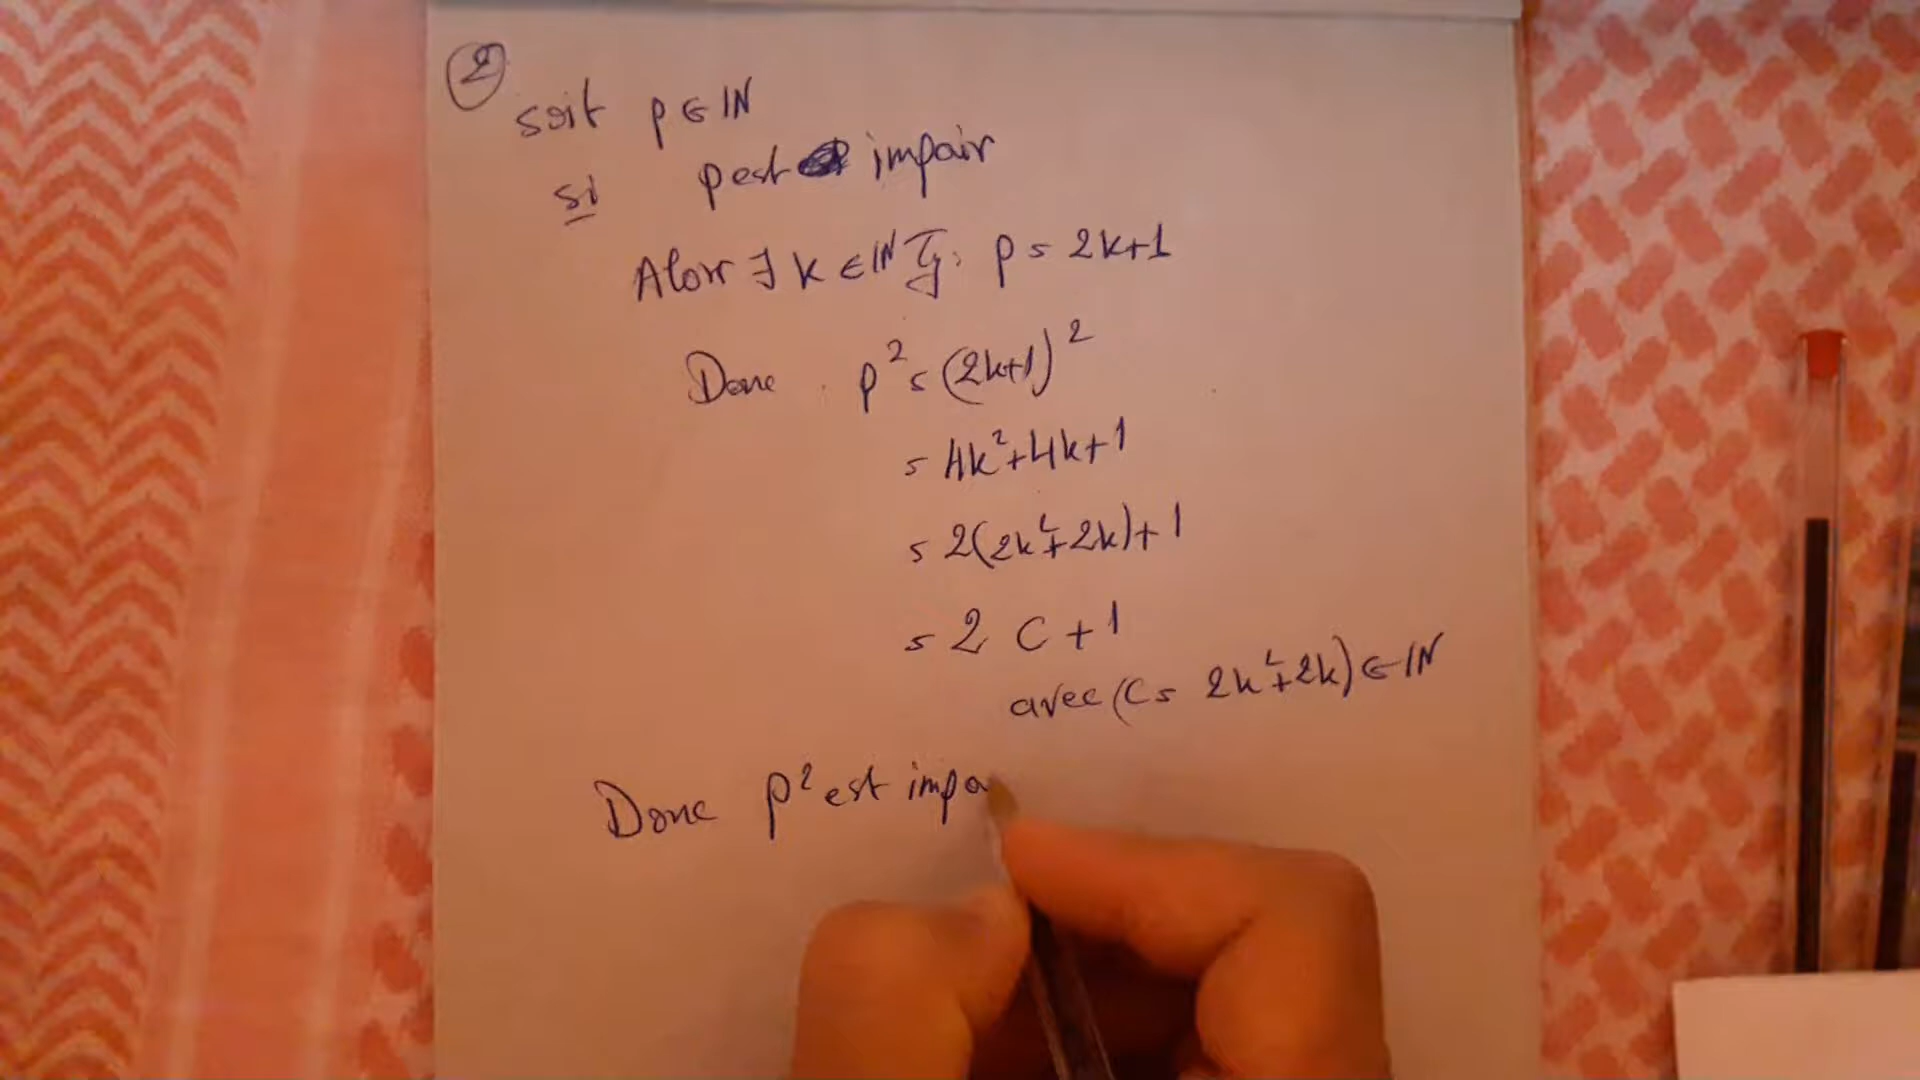 ②
soit p ∈ IN
si p est impair
Alors ∃ k ∈ IN Tq: p = 2k+1
Donc p² = (2k+1)²
= 4k²+4k+1
= 2(2k²+2k)+1
= 2 C + 1
avec (C = 2k²+2k) ∈ IN
Donc p² est impa